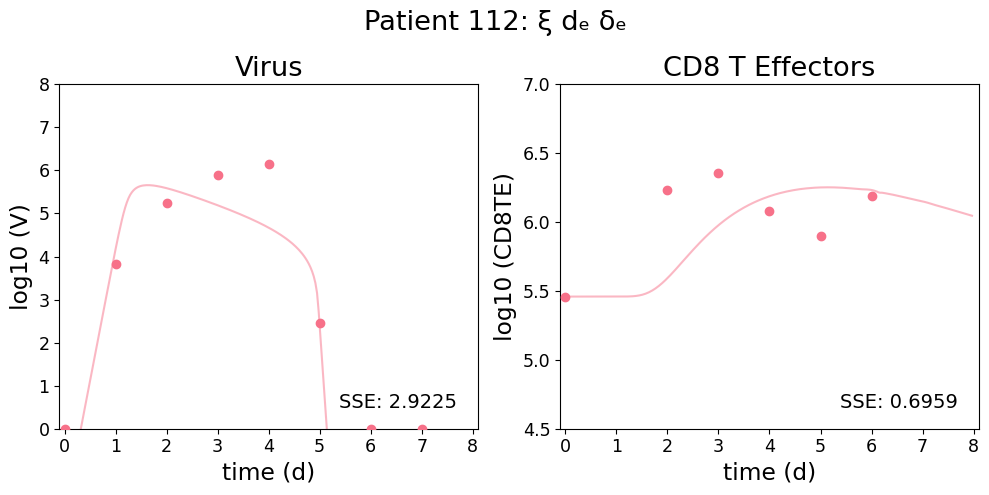 Patient 112: ξ dₑ δₑ
Virus
CD8 T Effectors
log10 (V)
8
7
6
5
4
3
2
1
0
SSE: 2.9225
0 1 2 3 4 5 6 7 8
time (d)
log10 (CD8TE)
7.0
6.5
6.0
5.5
5.0
4.5
SSE: 0.6959
0 1 2 3 4 5 6 7 8
time (d)